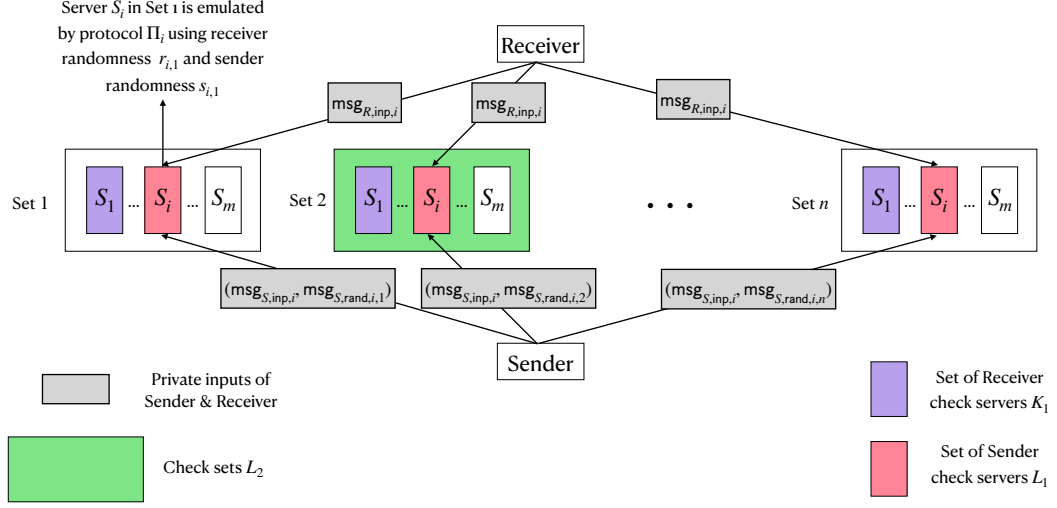 Server S_i in Set 1 is emulated
by protocol Π_i using receiver
randomness r_{i,1} and sender
randomness s_{i,1}
Receiver
msg_{R,inp,i} msg_{R,inp,i} msg_{R,inp,i}
Set 1 S_1 ... S_i ... S_m Set 2 S_1 ... S_i ... S_m . . . Set n S_1 ... S_i ... S_m
(msg_{S,inp,i}, msg_{S,rand,i,1}) (msg_{S,inp,i}, msg_{S,rand,i,2}) (msg_{S,inp,i}, msg_{S,rand,i,n})
Sender
Private inputs of
Sender & Receiver
Set of Receiver
check servers K_1
Check sets L_2
Set of Sender
check servers L_1